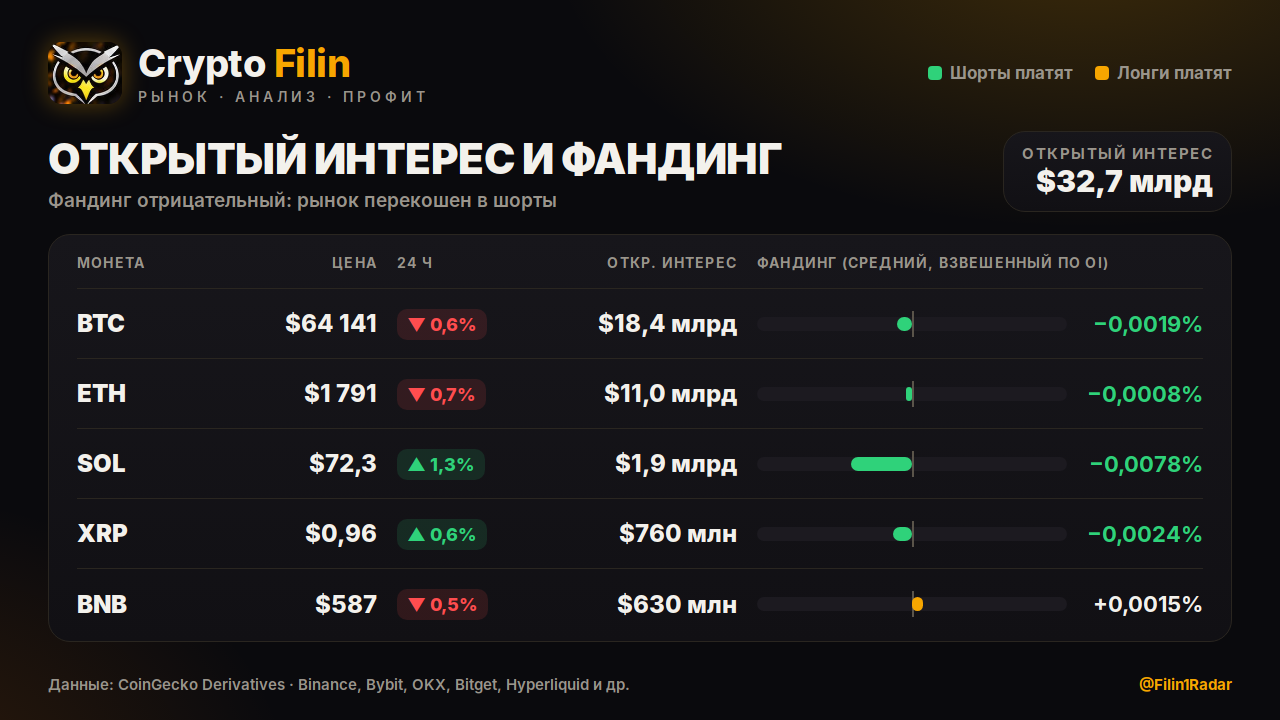 Crypto Filin
РЫНОК · АНАЛИЗ · ПРОФИТ
Шорты платят Лонги платят
ОТКРЫТЫЙ ИНТЕРЕС И ФАНДИНГ
Фандинг отрицательный: рынок перекошен в шорты
ОТКРЫТЫЙ ИНТЕРЕС
$32,7 млрд
МОНЕТА ЦЕНА 24 Ч ОТКР. ИНТЕРЕС ФАНДИНГ (СРЕДНИЙ, ВЗВЕШЕННЫЙ ПО OI)
BTC $64 141 ▼ 0,6% $18,4 млрд −0,0019%
ETH $1 791 ▼ 0,7% $11,0 млрд −0,0008%
SOL $72,3 ▲ 1,3% $1,9 млрд −0,0078%
XRP $0,96 ▲ 0,6% $760 млн −0,0024%
BNB $587 ▼ 0,5% $630 млн +0,0015%
Данные: CoinGecko Derivatives · Binance, Bybit, OKX, Bitget, Hyperliquid и др.
@Filin1Radar